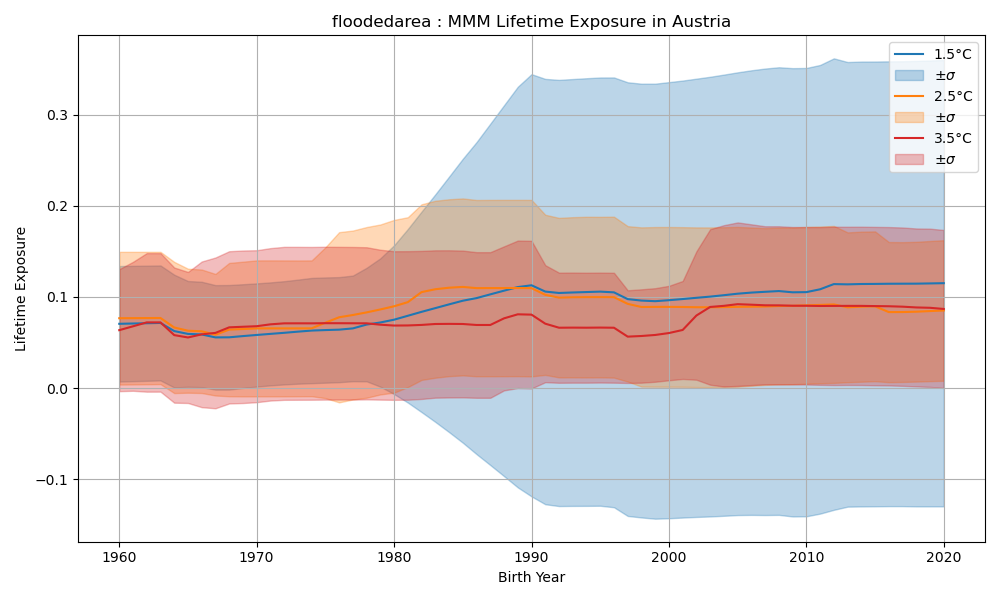 floodedarea : MMM Lifetime Exposure in Austria
Lifetime Exposure
0.3
0.2
0.1
0.0
−0.1
1960
1970
1980
1990
2000
2010
2020
Birth Year
1.5°C
±σ
2.5°C
±σ
3.5°C
±σ